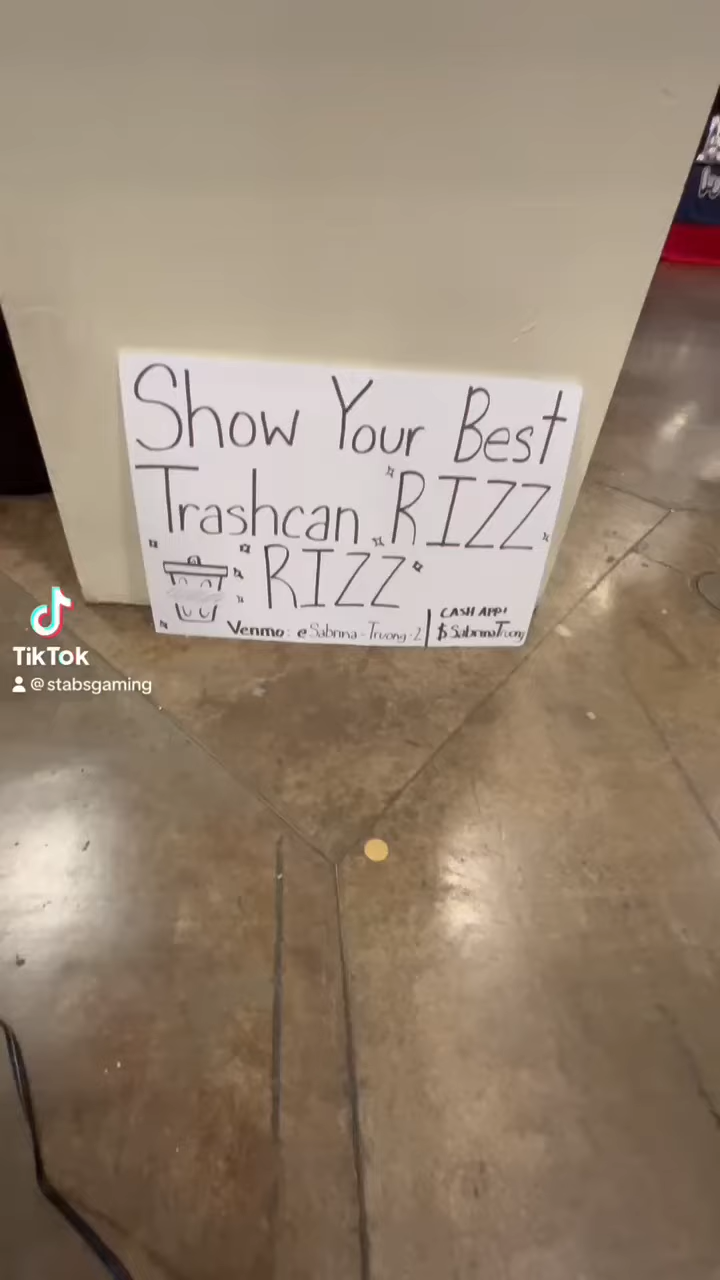 Show Your Best
Trashcan RIZZ
RIZZ
Venmo: @Sabrina-Truong-2
CASH APP:
$SabrinaTruong
TikTok
@stabsgaming